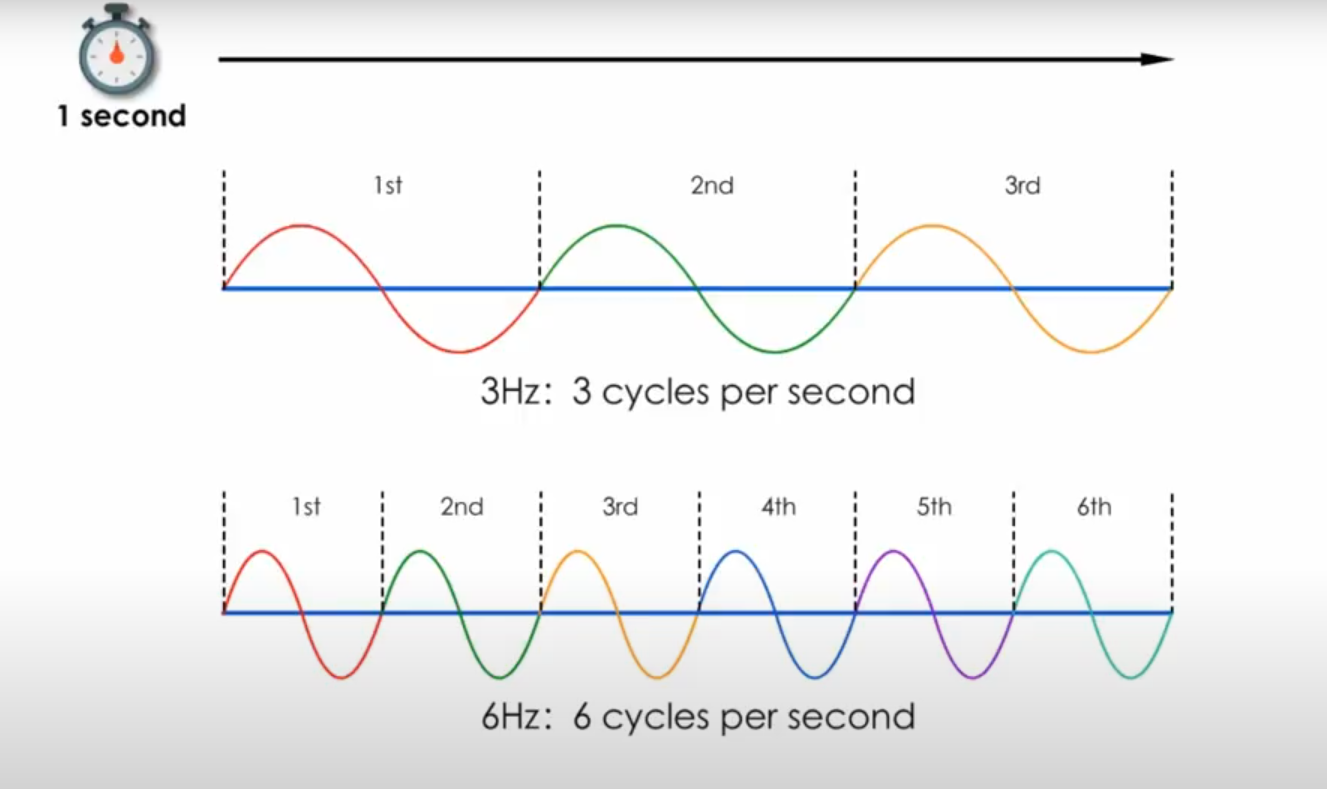 1 second
1st 2nd 3rd
3Hz: 3 cycles per second
1st 2nd 3rd 4th 5th 6th
6Hz: 6 cycles per second